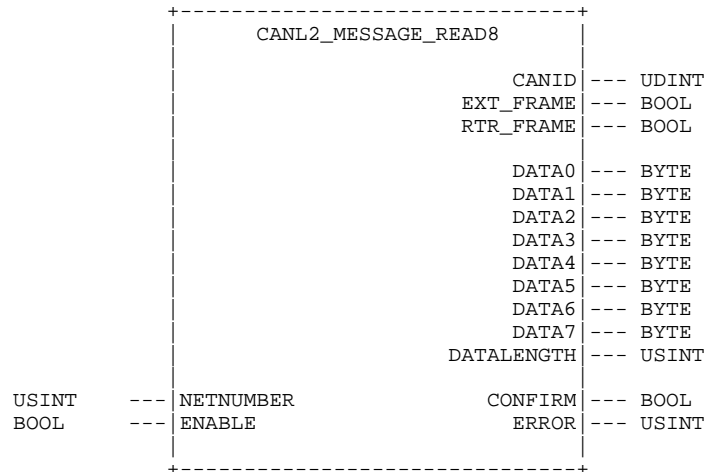 CANL2_MESSAGE_READ8
CANID --- UDINT
EXT_FRAME --- BOOL
RTR_FRAME --- BOOL
DATA0 --- BYTE
DATA1 --- BYTE
DATA2 --- BYTE
DATA3 --- BYTE
DATA4 --- BYTE
DATA5 --- BYTE
DATA6 --- BYTE
DATA7 --- BYTE
DATALENGTH --- USINT
USINT --- NETNUMBER CONFIRM --- BOOL
BOOL --- ENABLE ERROR --- USINT